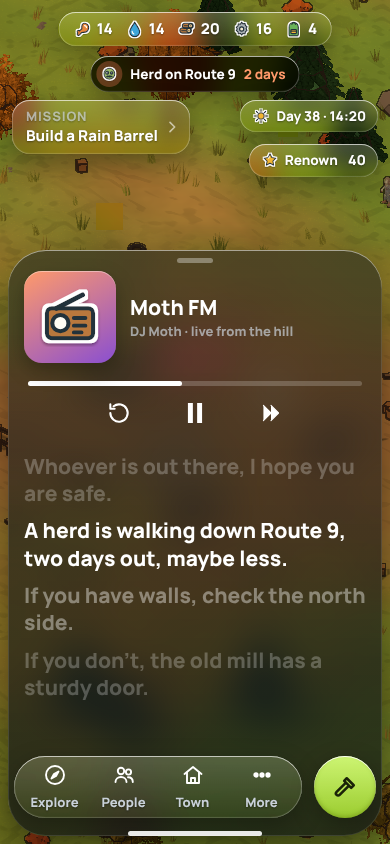 14 14 20 16 4
Herd on Route 9 2 days
MISSION
Build a Rain Barrel
Day 38 · 14:20
Renown 40
Moth FM
DJ Moth · live from the hill
Whoever is out there, I hope you
are safe.
A herd is walking down Route 9,
two days out, maybe less.
If you have walls, check the north
side.
If you don’t, the old mill has a
sturdy door.
Explore People Town More